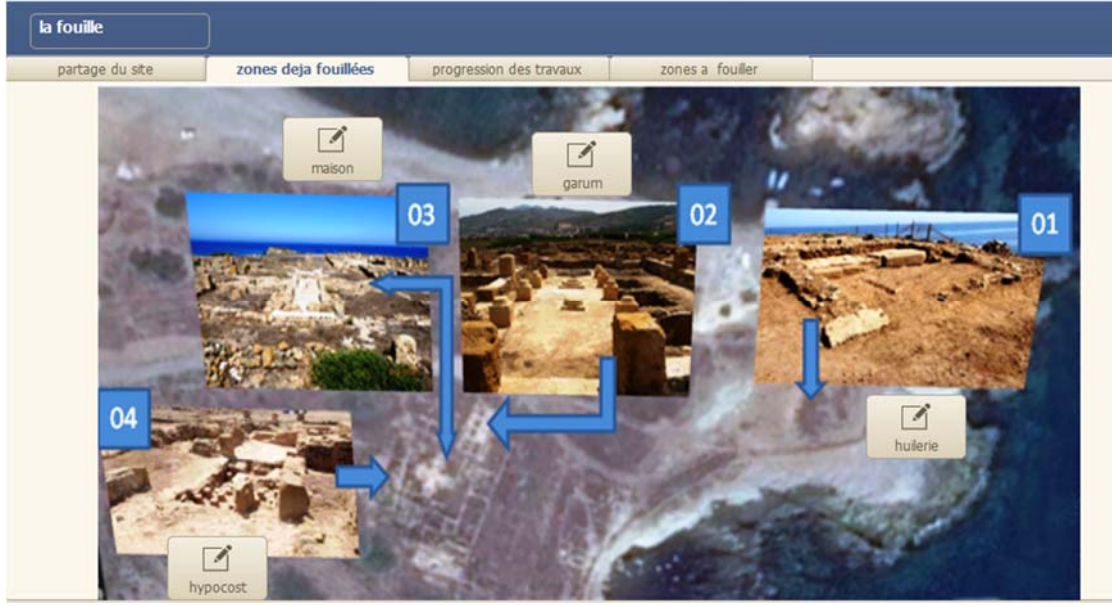 la fouille
partage du site
zones deja fouillées
progression des travaux
zones a fouiller
maison
garum
03
02
01
04
huilerie
hypocost